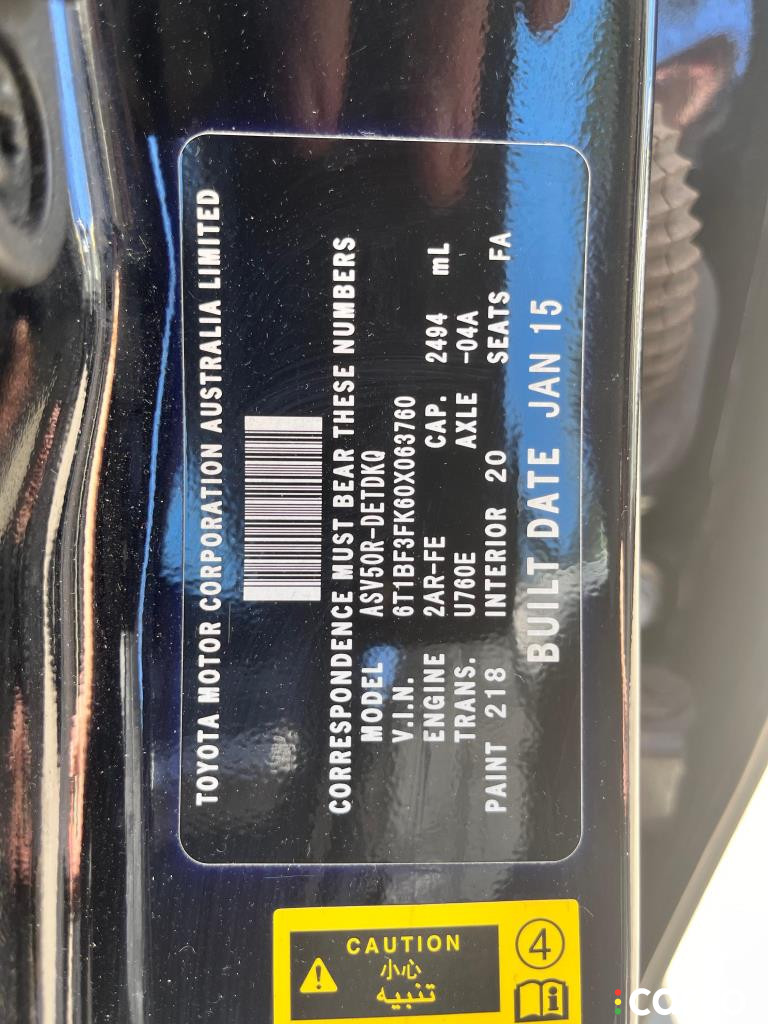 TOYOTA MOTOR CORPORATION AUSTRALIA LIMITED
CORRESPONDENCE MUST BEAR THESE NUMBERS
MODEL ASV50R-DETDKQ
V.I.N. 6T1BF3FK60X063760
ENGINE 2AR-FE CAP. 2494 mL
TRANS. U760E AXLE -04A
PAINT 218 INTERIOR 20 SEATS FA
BUILT DATE JAN 15
CAUTION
小心
تنبيه
4